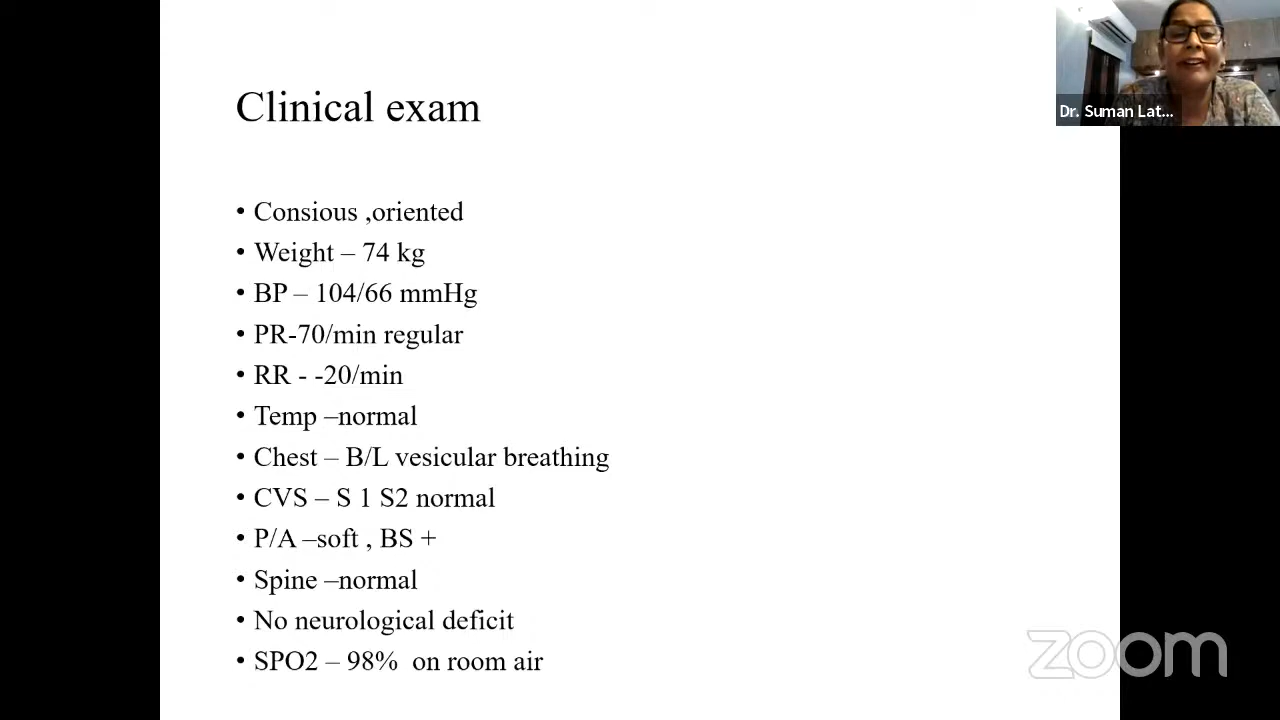 Clinical exam
Dr. Suman Lat...
• Consious ,oriented
• Weight – 74 kg
• BP – 104/66 mmHg
• PR-70/min regular
• RR - -20/min
• Temp –normal
• Chest – B/L vesicular breathing
• CVS – S 1 S2 normal
• P/A –soft , BS +
• Spine –normal
• No neurological deficit
• SPO2 – 98%  on room air
zoom